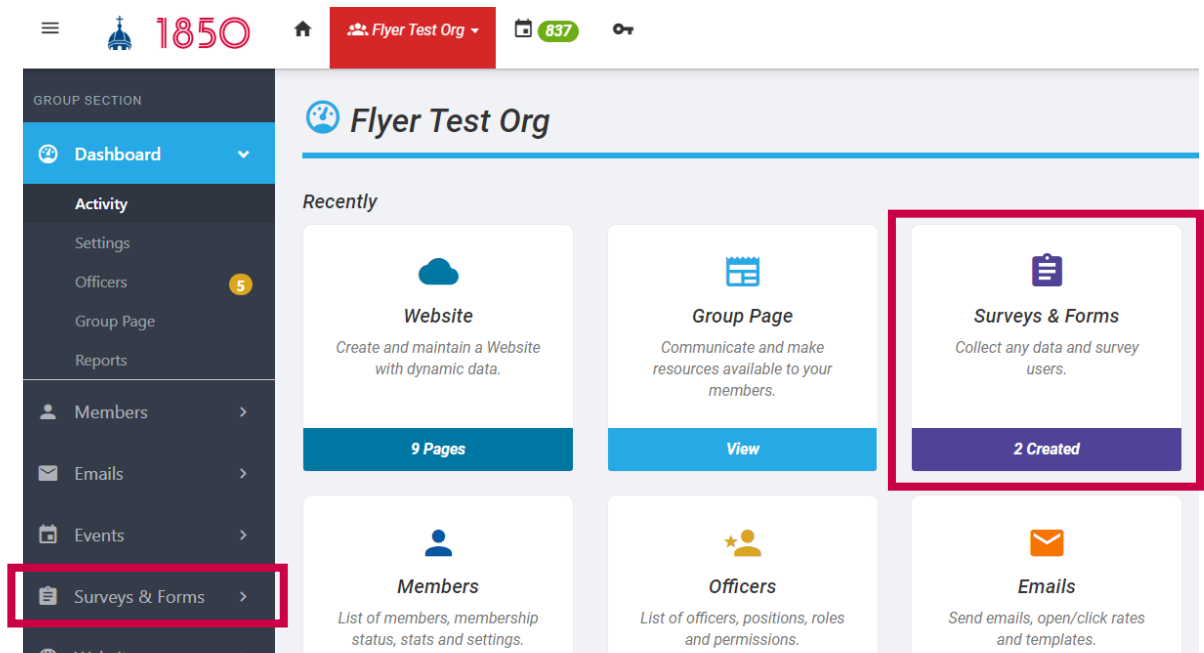 1850
Flyer Test Org
837
GROUP SECTION
Dashboard
Activity
Settings
Officers
5
Group Page
Reports
Members
Emails
Events
Surveys & Forms
Flyer Test Org
Recently
Website
Create and maintain a Website
with dynamic data.
9 Pages
Group Page
Communicate and make
resources available to your
members.
View
Surveys & Forms
Collect any data and survey
users.
2 Created
Members
List of members, membership
status, stats and settings.
Officers
List of officers, positions, roles
and permissions.
Emails
Send emails, open/click rates
and templates.